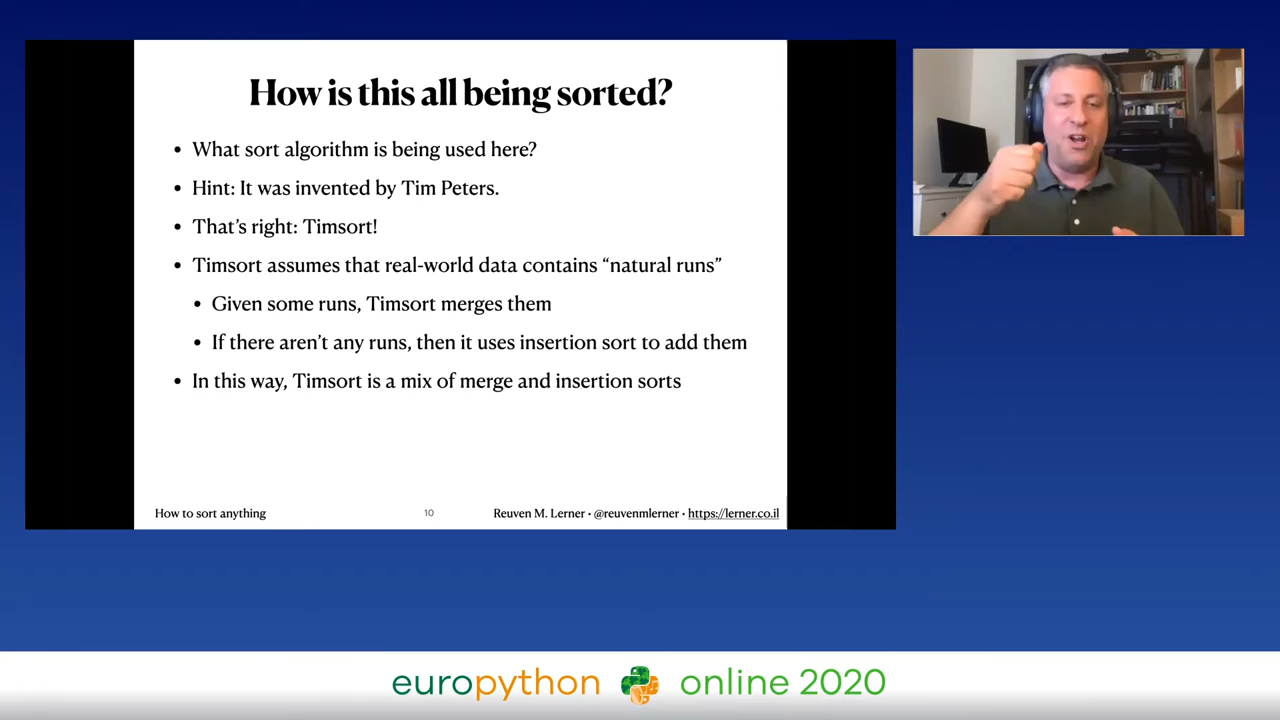 How is this all being sorted?
• What sort algorithm is being used here?
• Hint: It was invented by Tim Peters.
• That’s right: Timsort!
• Timsort assumes that real-world data contains “natural runs”
• Given some runs, Timsort merges them
• If there aren’t any runs, then it uses insertion sort to add them
• In this way, Timsort is a mix of merge and insertion sorts
How to sort anything 10 Reuven M. Lerner • @reuvenmlerner • https://lerner.co.il
europython online 2020